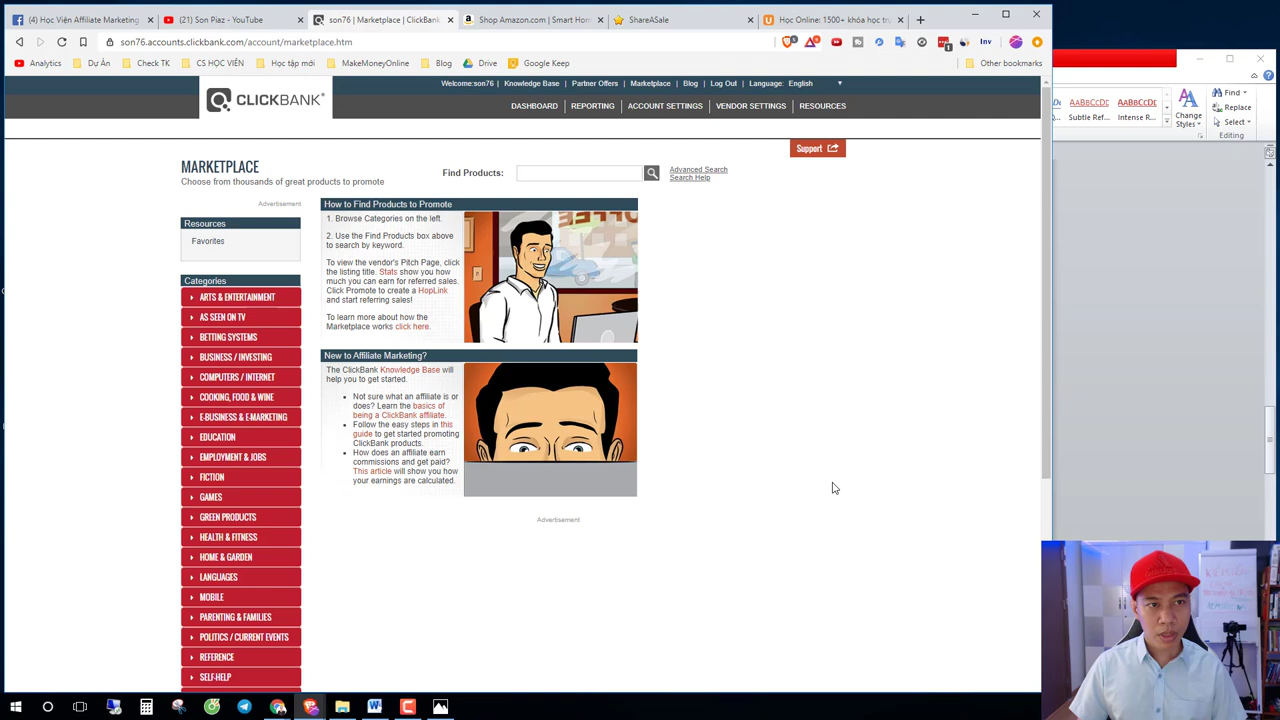 (4) Học Viện Affiliate Marketing
(21) Son Piaz - YouTube
son76 | Marketplace | ClickBank
Shop Amazon.com | Smart Hom
ShareASale
Học Online: 1500+ khóa học trự
son76.accounts.clickbank.com/account/marketplace.htm
Inv
Analytics
Dự Án
Check TK
CS HỌC VIÊN
Học tập mới
MakeMoneyOnline
Blog
Drive
Google Keep
Other bookmarks
Welcome:son76 | Knowledge Base | Partner Offers | Marketplace | Blog | Log Out | Language: English
CLICKBANK
DASHBOARD
REPORTING
ACCOUNT SETTINGS
VENDOR SETTINGS
RESOURCES
Support
MARKETPLACE
Choose from thousands of great products to promote
Find Products:
Advanced Search
Search Help
Advertisement
Resources
Favorites
Categories
ARTS & ENTERTAINMENT
AS SEEN ON TV
BETTING SYSTEMS
BUSINESS / INVESTING
COMPUTERS / INTERNET
COOKING, FOOD & WINE
E-BUSINESS & E-MARKETING
EDUCATION
EMPLOYMENT & JOBS
FICTION
GAMES
GREEN PRODUCTS
HEALTH & FITNESS
HOME & GARDEN
LANGUAGES
MOBILE
PARENTING & FAMILIES
POLITICS / CURRENT EVENTS
REFERENCE
SELF-HELP
How to Find Products to Promote
1. Browse Categories on the left.
2. Use the Find Products box above
to search by keyword.
To view the vendor's Pitch Page, click
the listing title. Stats show you how
much you can earn for referred sales.
Click Promote to create a HopLink
and start referring sales!
To learn more about how the
Marketplace works click here.
New to Affiliate Marketing?
The ClickBank Knowledge Base will
help you to get started.
Not sure what an affiliate is or
does? Learn the basics of
being a ClickBank affiliate.
Follow the easy steps in this
guide to get started promoting
ClickBank products.
How does an affiliate earn
commissions and get paid?
This article will show you how
your earnings are calculated.
Advertisement
AaBbCcDc
AaBbCcDc
Subtle Ref...
Intense R...
Change
Styles
Find
Replace
Select
Editing